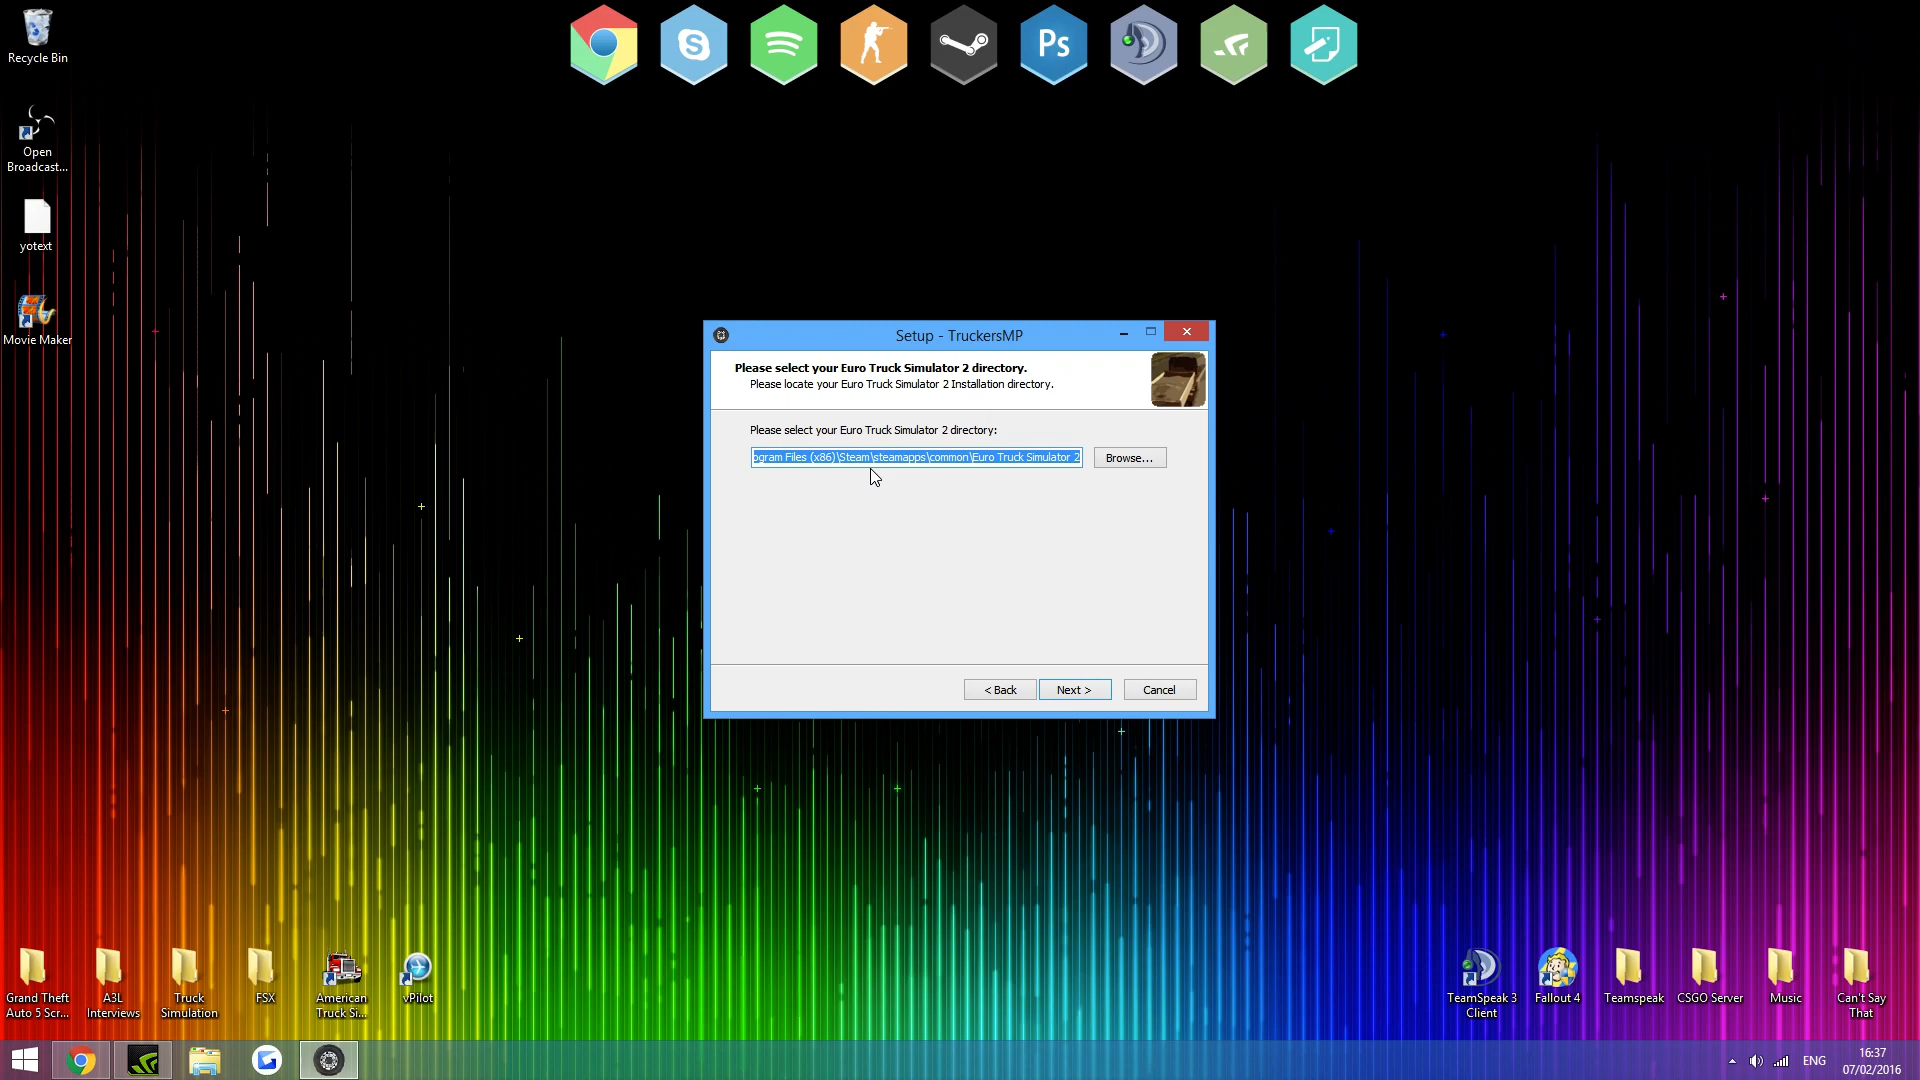 Recycle Bin
Open
Broadcast...
yotext
Movie Maker
Ps
Setup - TruckersMP
Please select your Euro Truck Simulator 2 directory.
Please locate your Euro Truck Simulator 2 Installation directory.
Please select your Euro Truck Simulator 2 directory:
ogram Files (x86)\Steam\steamapps\common\Euro Truck Simulator 2
Browse...
< Back
Next >
Cancel
Grand Theft
Auto 5 Scr...
A3L
Interviews
Truck
Simulation
FSX
American
Truck Si...
vPilot
TeamSpeak 3
Client
Fallout 4
Teamspeak
CSGO Server
Music
Can't Say
That
ENG
16:37
07/02/2016